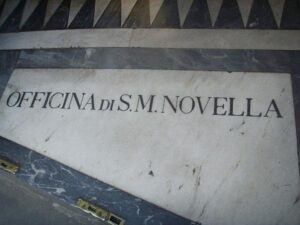 OFFICINA DI S. M. NOVELLA